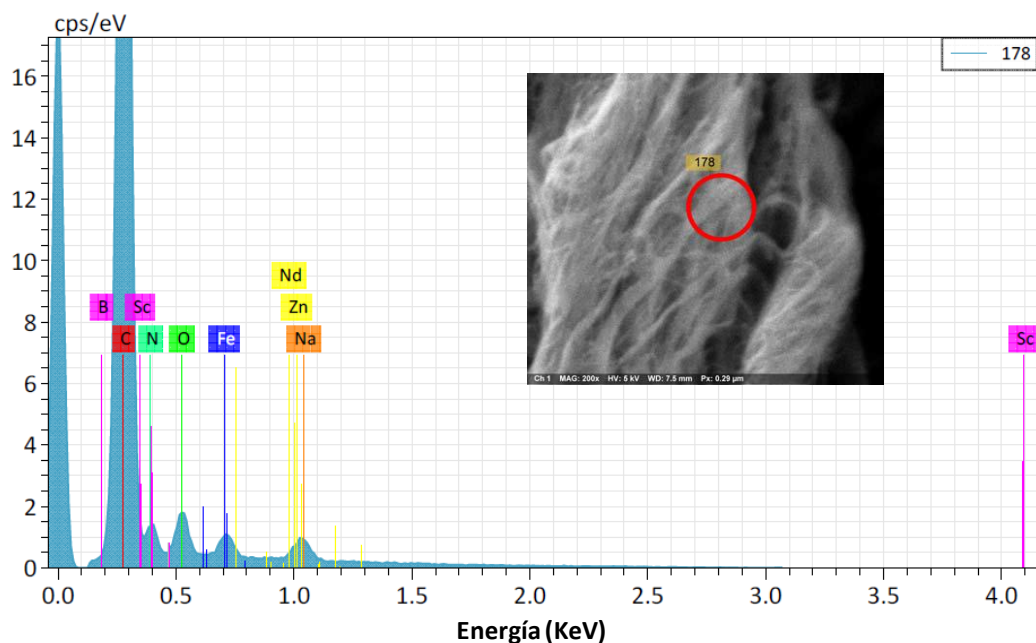 cps/eV
178
16
14
12
10
8
6
4
2
0
178
Nd
B Sc Zn
C N O Fe Na Sc
Ch 1 MAG: 200x HV: 5 kV WD: 7.5 mm Px: 0.29 µm
0.0 0.5 1.0 1.5 2.0 2.5 3.0 3.5 4.0
Energía (KeV)